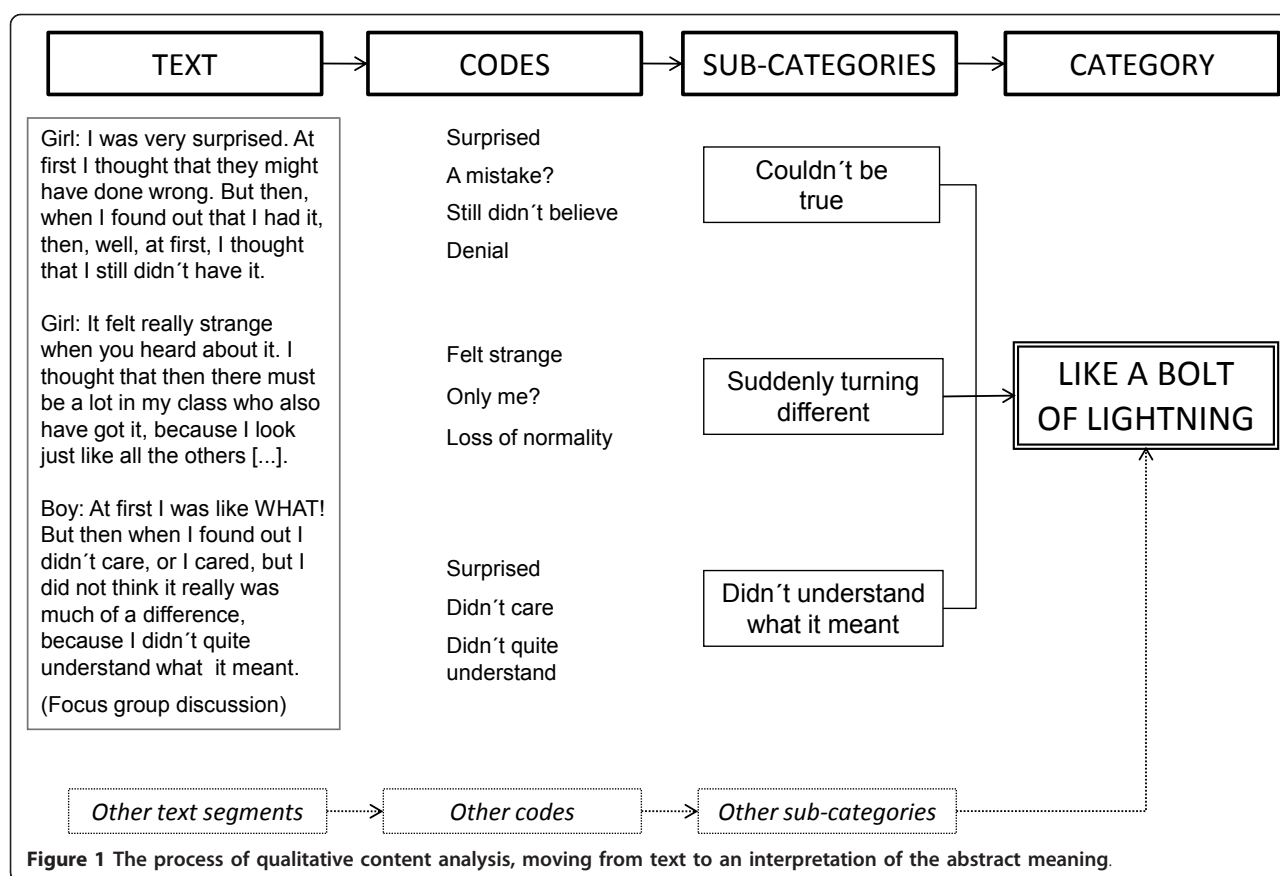 TEXT
CODES
SUB-CATEGORIES
CATEGORY
Girl: I was very surprised. At
first I thought that they might
have done wrong. But then,
when I found out that I had it,
then, well, at first, I thought
that I still didn´t have it.
Girl: It felt really strange
when you heard about it. I
thought that then there must
be a lot in my class who also
have got it, because I look
just like all the others [...].
Boy: At first I was like WHAT!
But then when I found out I
didn´t care, or I cared, but I
did not think it really was
much of a difference,
because I didn´t quite
understand what it meant.
(Focus group discussion)
Surprised
A mistake?
Still didn´t believe
Denial
Felt strange
Only me?
Loss of normality
Surprised
Didn´t care
Didn´t quite
understand
Couldn´t be
true
Suddenly turning
different
Didn´t understand
what it meant
LIKE A BOLT
OF LIGHTNING
Other text segments
Other codes
Other sub-categories
Figure 1 The process of qualitative content analysis, moving from text to an interpretation of the abstract meaning.